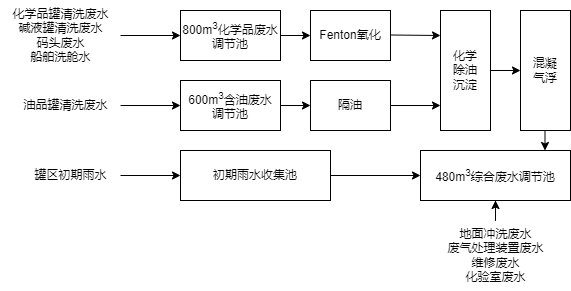 化学品罐清洗废水
碱液罐清洗废水
码头废水
船舶洗舱水
800m³化学品废水
调节池
Fenton氧化
化学
除油
沉淀
混凝
气浮
油品罐清洗废水
600m³含油废水
调节池
隔油
罐区初期雨水
初期雨水收集池
480m³综合废水调节池
地面冲洗废水
废气处理装置废水
维修废水
化验室废水